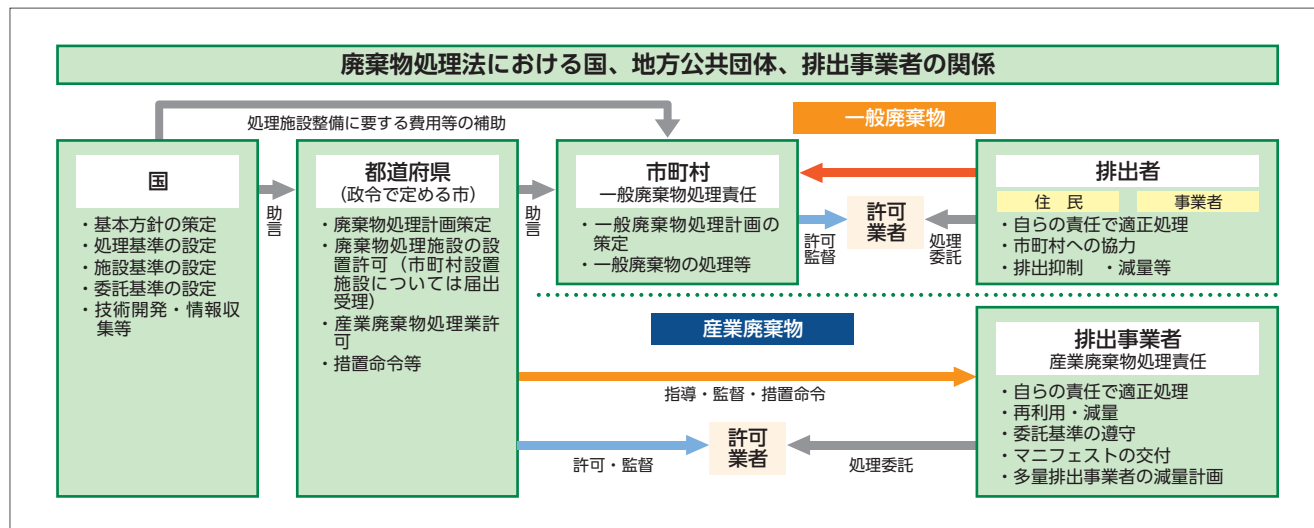 廃棄物処理法における国、地方公共団体、排出事業者の関係
処理施設整備に要する費用等の補助
国
・基本方針の策定
・処理基準の設定
・施設基準の設定
・委託基準の設定
・技術開発・情報収
集等
助言
都道府県
（政令で定める市）
・廃棄物処理計画策定
・廃棄物処理施設の設
置許可（市町村設置
施設については届出
受理）
・産業廃棄物処理業許
可
・措置命令等
助言
市町村
一般廃棄物処理責任
・一般廃棄物処理計画の
策定
・一般廃棄物の処理等
一般廃棄物
許可
監督
許可
業者
処理
委託
排出者
住 民
事業者
・自らの責任で適正処理
・市町村への協力
・排出抑制 ・減量等
産業廃棄物
指導・監督・措置命令
許可・監督
許可
業者
処理委託
排出事業者
産業廃棄物処理責任
・自らの責任で適正処理
・再利用・減量
・委託基準の遵守
・マニフェストの交付
・多量排出事業者の減量計画